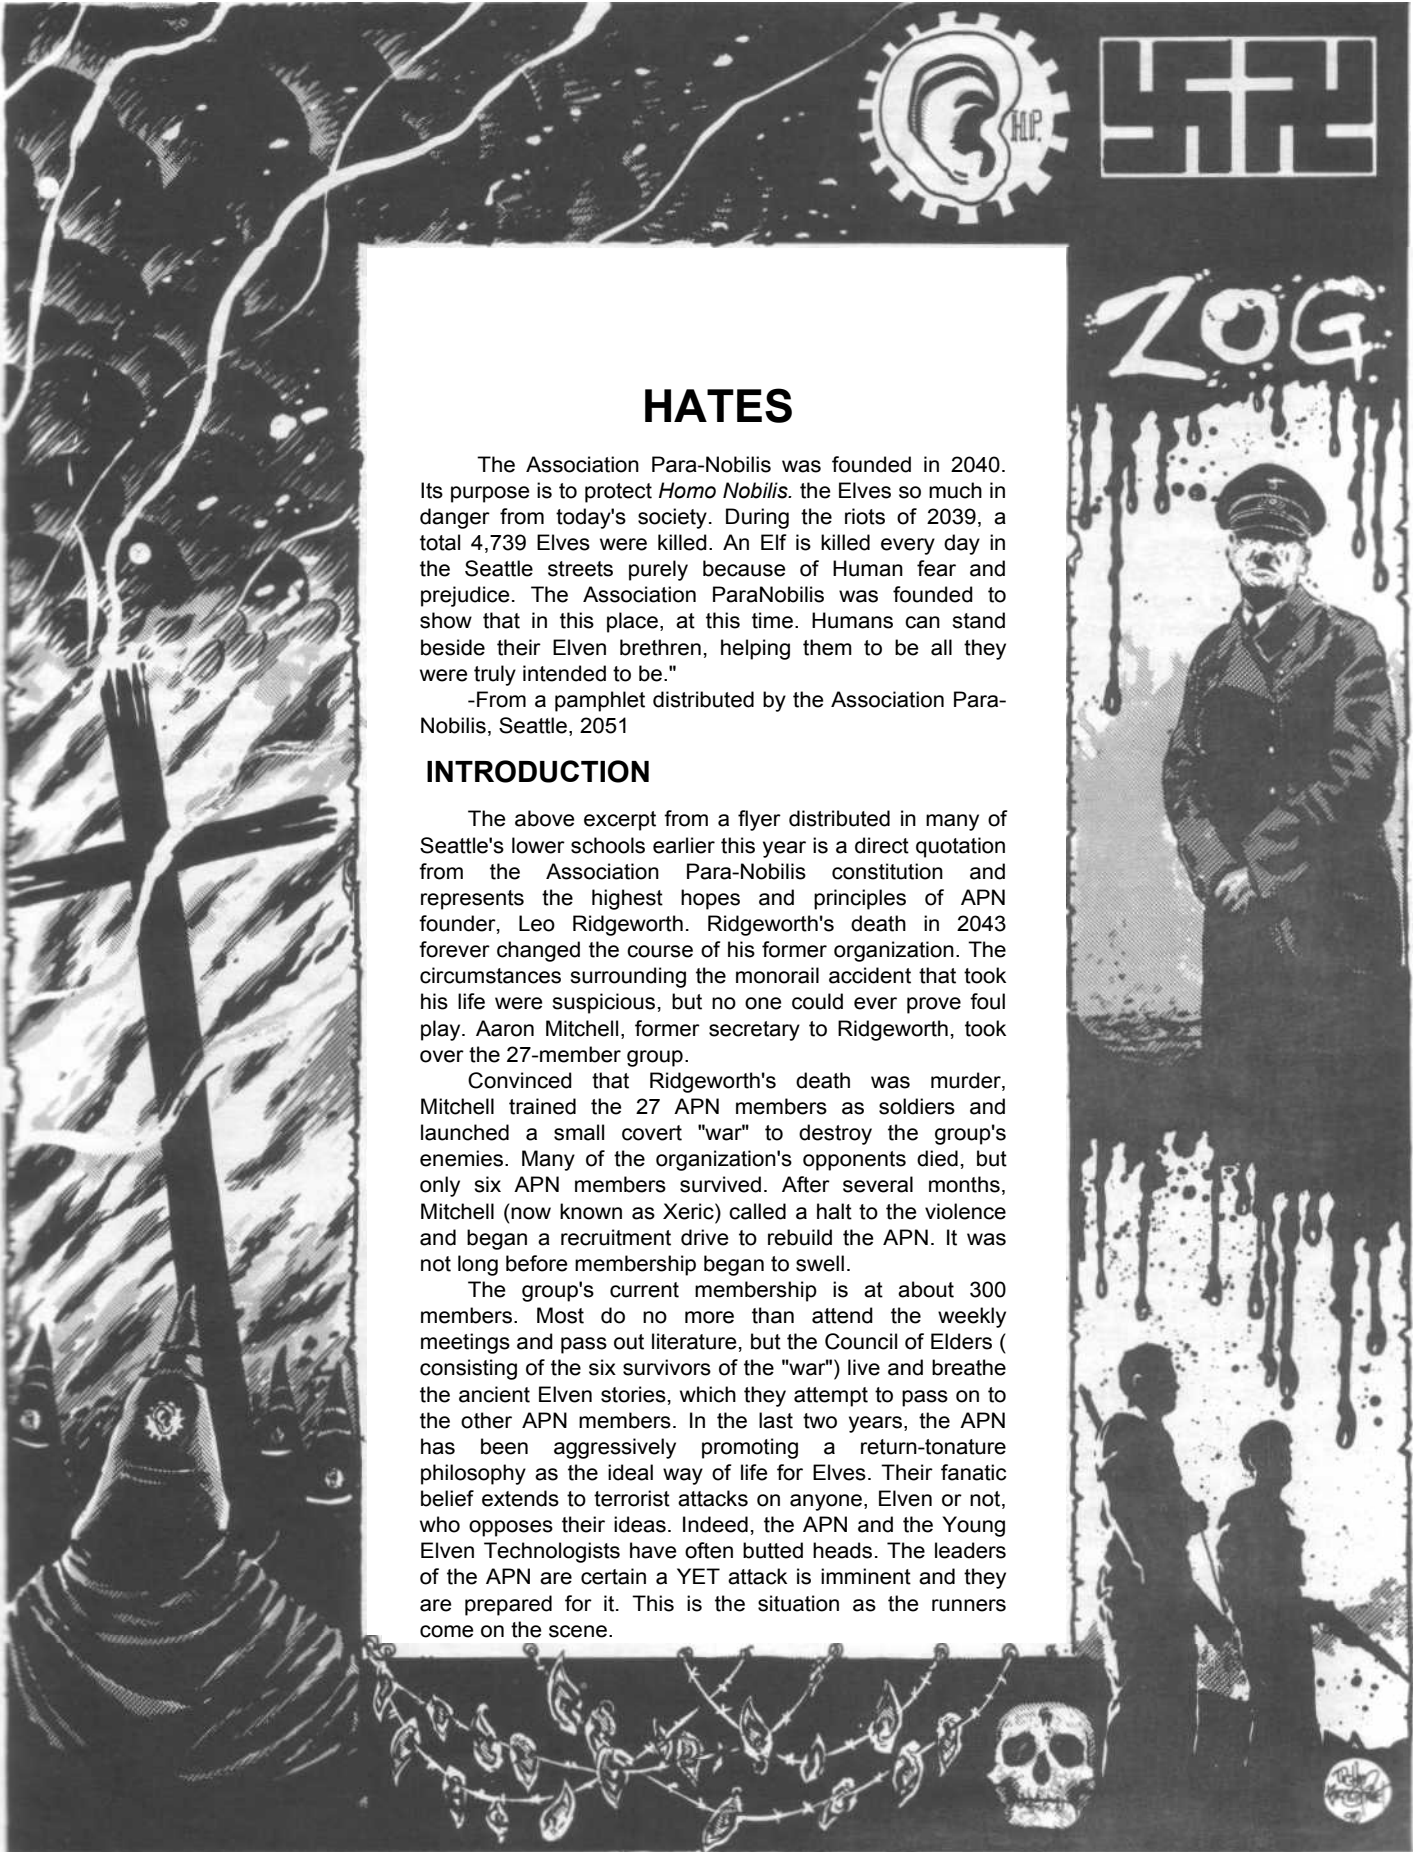 H.P.
ZOG
HATES
The Association Para-Nobilis was founded in 2040.
Its purpose is to protect Homo Nobilis. the Elves so much in
danger from today's society. During the riots of 2039, a
total 4,739 Elves were killed. An Elf is killed every day in
the Seattle streets purely because of Human fear and
prejudice. The Association ParaNobilis was founded to
show that in this place, at this time. Humans can stand
beside their Elven brethren, helping them to be all they
were truly intended to be."
-From a pamphlet distributed by the Association Para-
Nobilis, Seattle, 2051
INTRODUCTION
The above excerpt from a flyer distributed in many of
Seattle's lower schools earlier this year is a direct quotation
from the Association Para-Nobilis constitution and
represents the highest hopes and principles of APN
founder, Leo Ridgeworth. Ridgeworth's death in 2043
forever changed the course of his former organization. The
circumstances surrounding the monorail accident that took
his life were suspicious, but no one could ever prove foul
play. Aaron Mitchell, former secretary to Ridgeworth, took
over the 27-member group.
Convinced that Ridgeworth's death was murder,
Mitchell trained the 27 APN members as soldiers and
launched a small covert "war" to destroy the group's
enemies. Many of the organization's opponents died, but
only six APN members survived. After several months,
Mitchell (now known as Xeric) called a halt to the violence
and began a recruitment drive to rebuild the APN. It was
not long before membership began to swell.
The group's current membership is at about 300
members. Most do no more than attend the weekly
meetings and pass out literature, but the Council of Elders (
consisting of the six survivors of the "war") live and breathe
the ancient Elven stories, which they attempt to pass on to
the other APN members. In the last two years, the APN
has been aggressively promoting a return-tonature
philosophy as the ideal way of life for Elves. Their fanatic
belief extends to terrorist attacks on anyone, Elven or not,
who opposes their ideas. Indeed, the APN and the Young
Elven Technologists have often butted heads. The leaders
of the APN are certain a YET attack is imminent and they
are prepared for it. This is the situation as the runners
come on the scene.